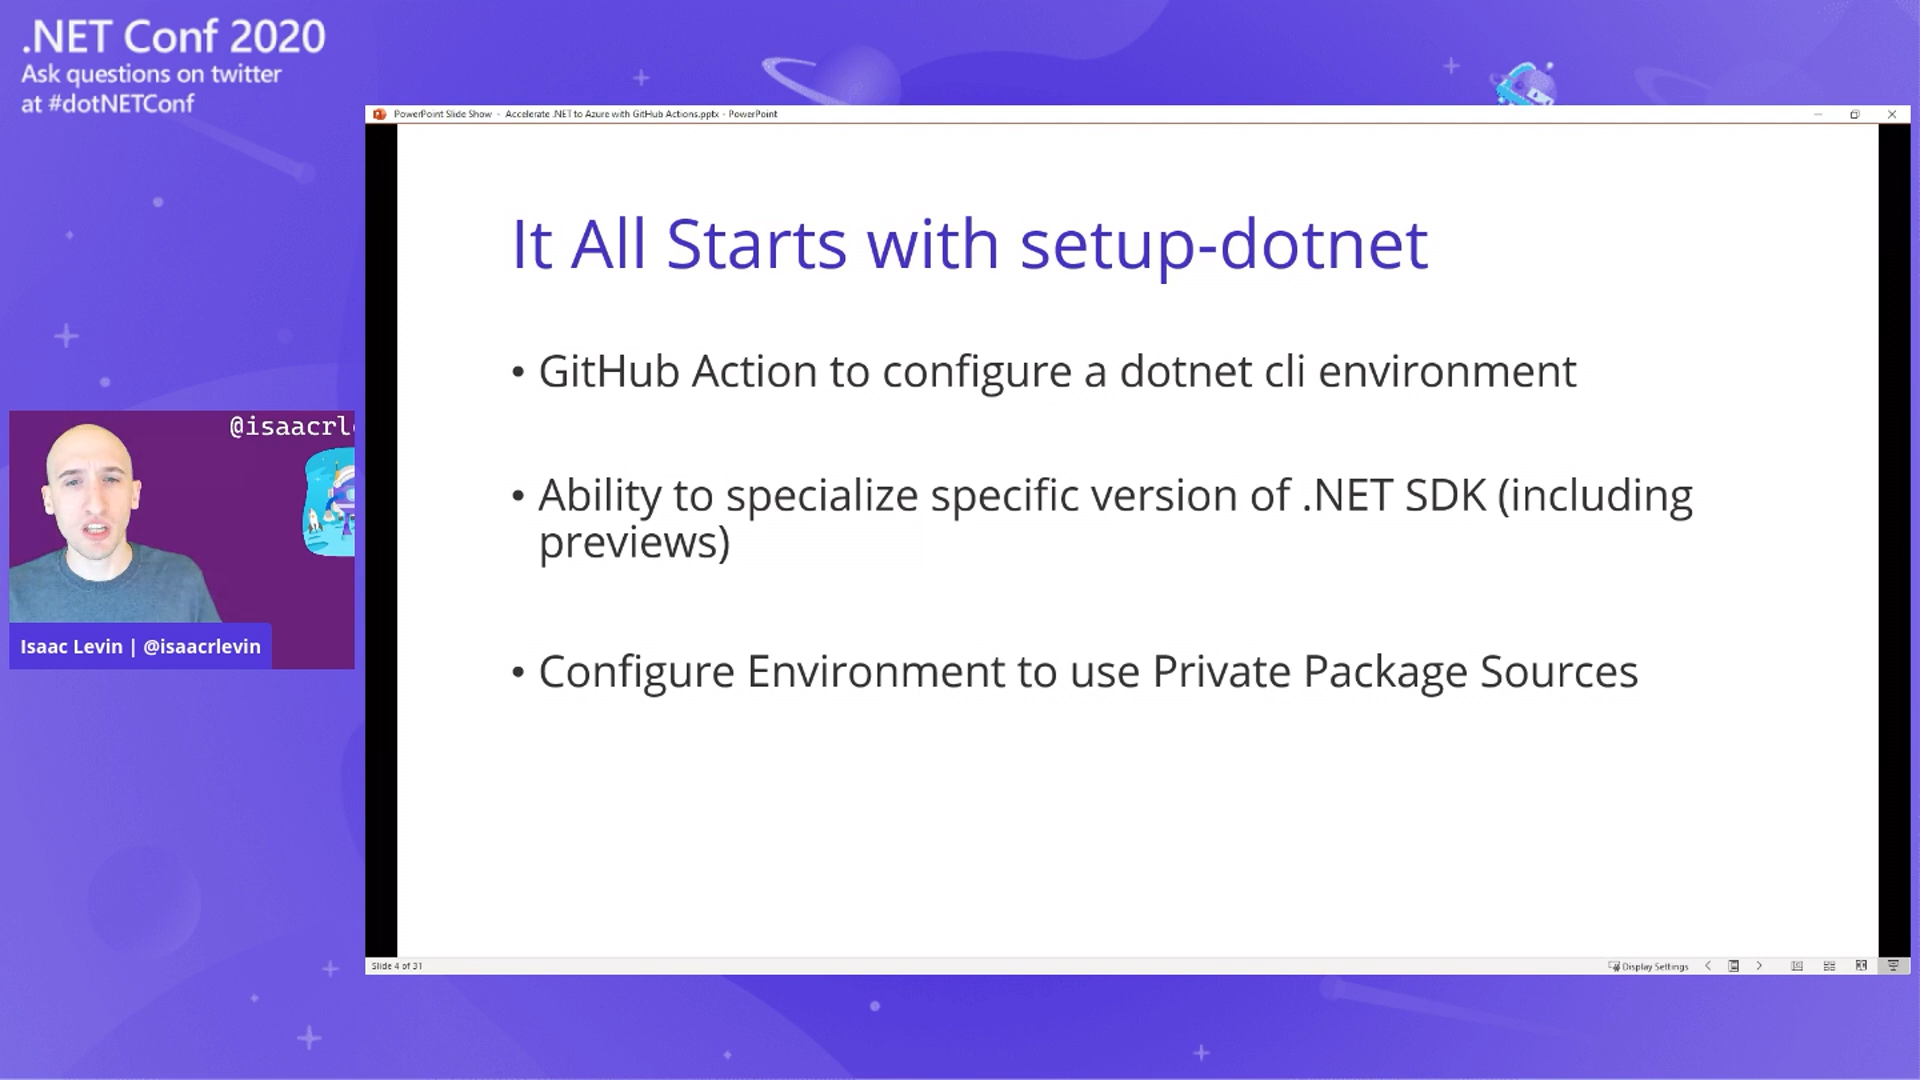 .NET Conf 2020
Ask questions on twitter
at #dotNETConf
PowerPoint Slide Show - Accelerate .NET to Azure with GitHub Actions.pptx - PowerPoint
It All Starts with setup-dotnet
• GitHub Action to configure a dotnet cli environment
• Ability to specialize specific version of .NET SDK (including
previews)
• Configure Environment to use Private Package Sources
@isaacrl
Isaac Levin | @isaacrlevin
Slide 4 of 31
Display Settings